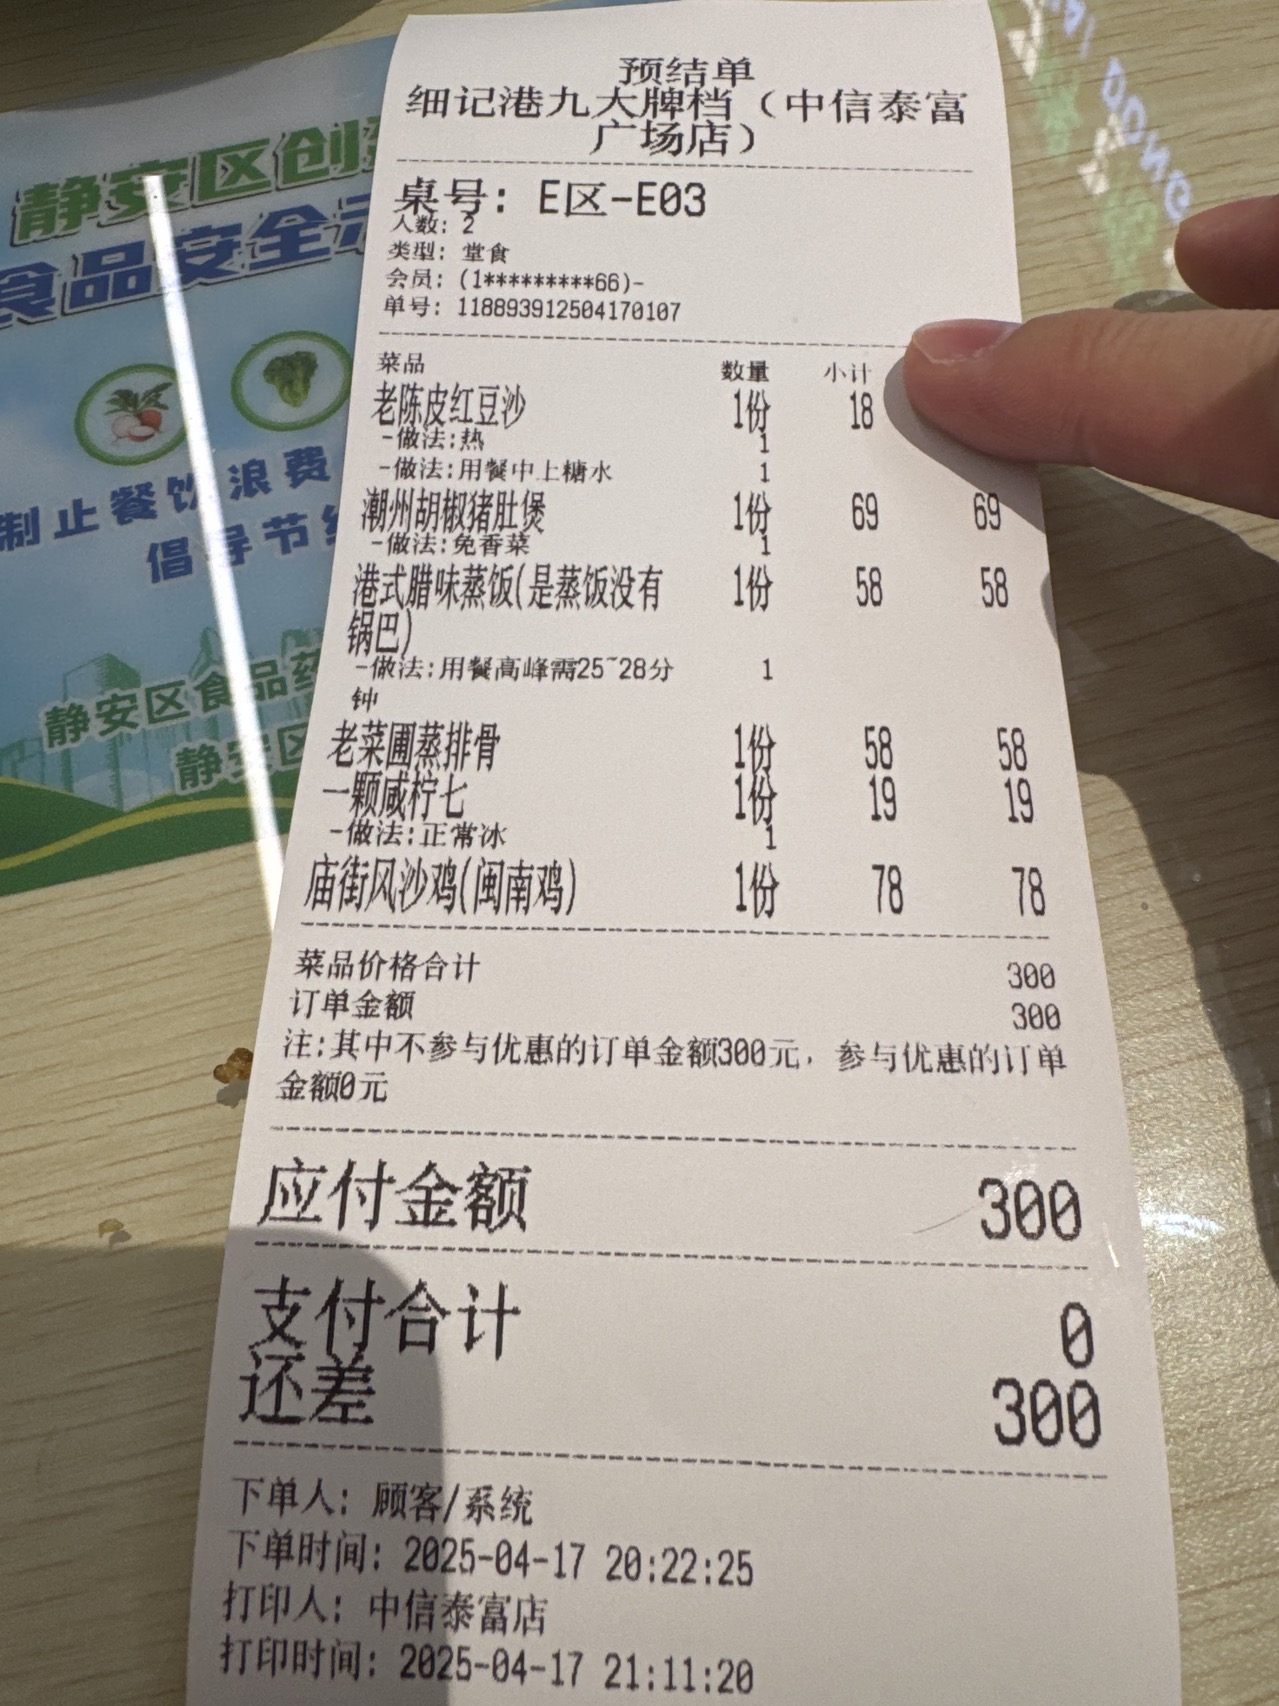 预结单
细记港九大牌档（中信泰富
广场店）
桌号: E区-E03
人数: 2
类型: 堂食
会员: (1*********66)-
单号: 118893912504170107
菜品 数量 小计
老陈皮红豆沙 1份 18
-做法:热 1
-做法:用餐中上糖水 1
潮州胡椒猪肚煲 1份 69 69
-做法:免香菜 1
港式腊味蒸饭(是蒸饭没有 1份 58 58
锅巴)
-做法:用餐高峰需25~28分 1
钟
老菜圃蒸排骨 1份 58 58
一颗咸柠七 1份 19 19
-做法:正常冰 1
庙街风沙鸡(闽南鸡) 1份 78 78
菜品价格合计 300
订单金额 300
注:其中不参与优惠的订单金额300元，参与优惠的订单
金额0元
应付金额 300
支付合计 0
还差 300
下单人: 顾客/系统
下单时间: 2025-04-17 20:22:25
打印人: 中信泰富店
打印时间: 2025-04-17 21:11:20
静安区创
食品安全
制止餐饮浪费
倡导节
静安区食品药
静安区